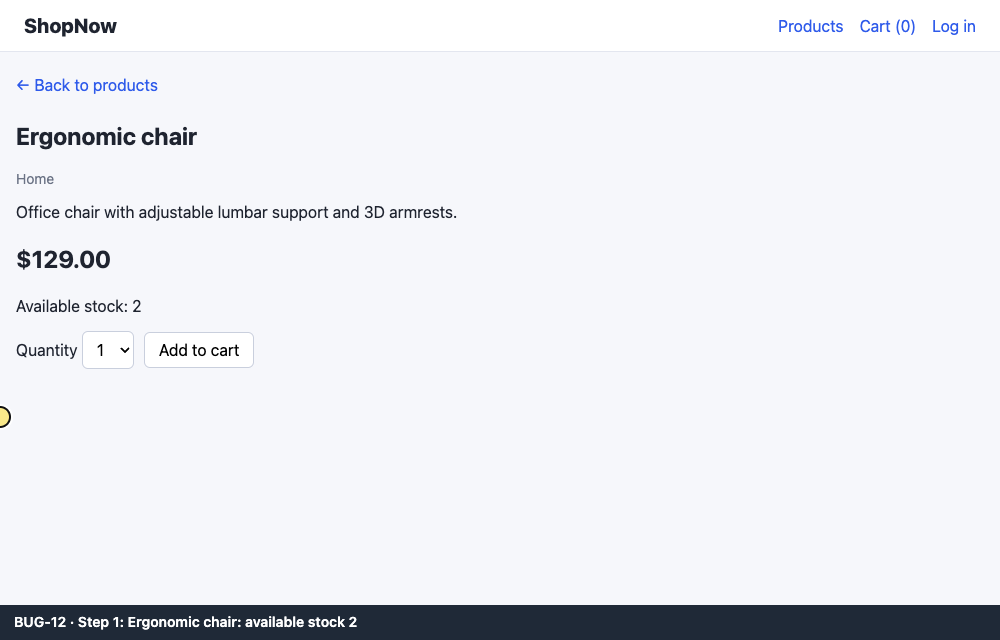 ShopNow
Products Cart (0) Log in
← Back to products
Ergonomic chair
Home
Office chair with adjustable lumbar support and 3D armrests.
$129.00
Available stock: 2
Quantity 1 Add to cart
BUG-12 · Step 1: Ergonomic chair: available stock 2